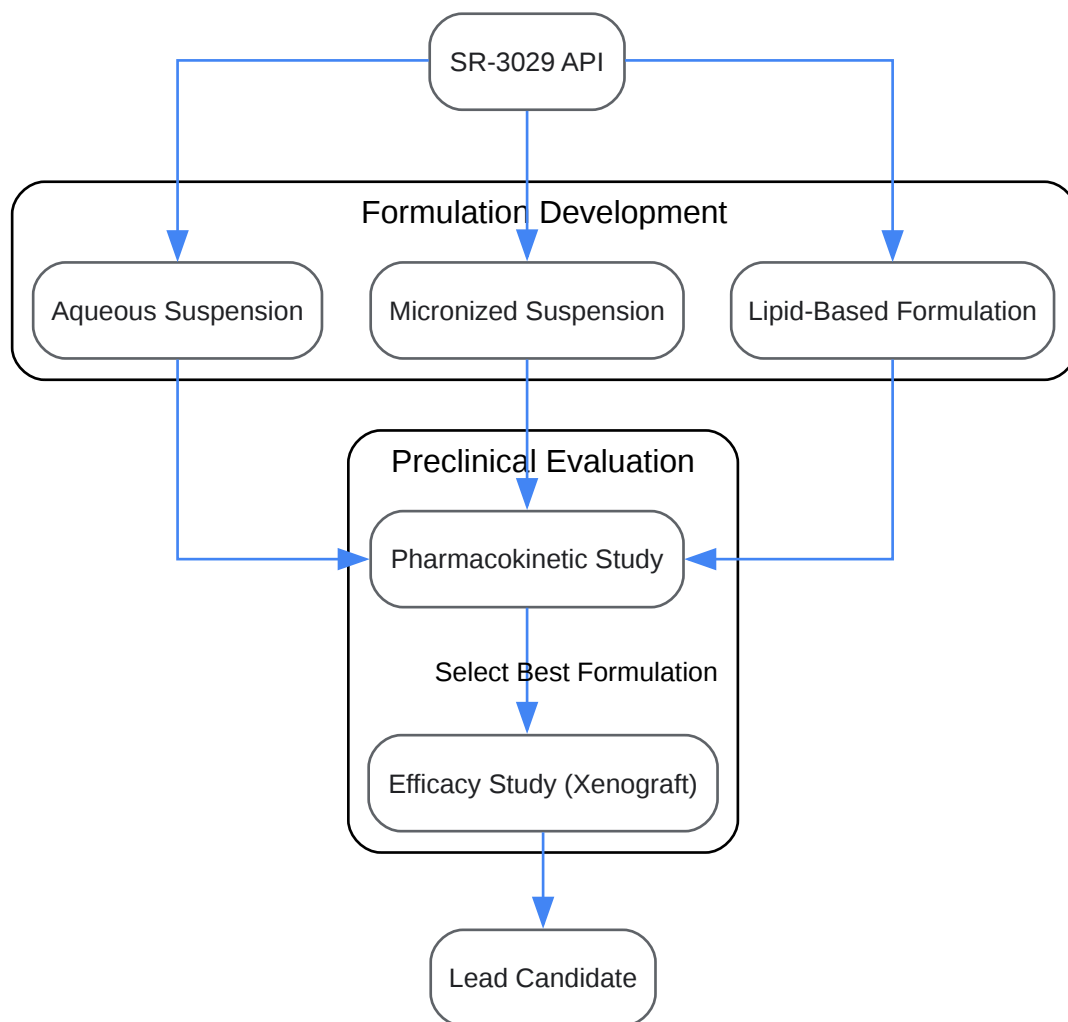 SR-3029 API
Formulation Development
Aqueous Suspension
Micronized Suspension
Lipid-Based Formulation
Preclinical Evaluation
Pharmacokinetic Study
Select Best Formulation
Efficacy Study (Xenograft)
Lead Candidate